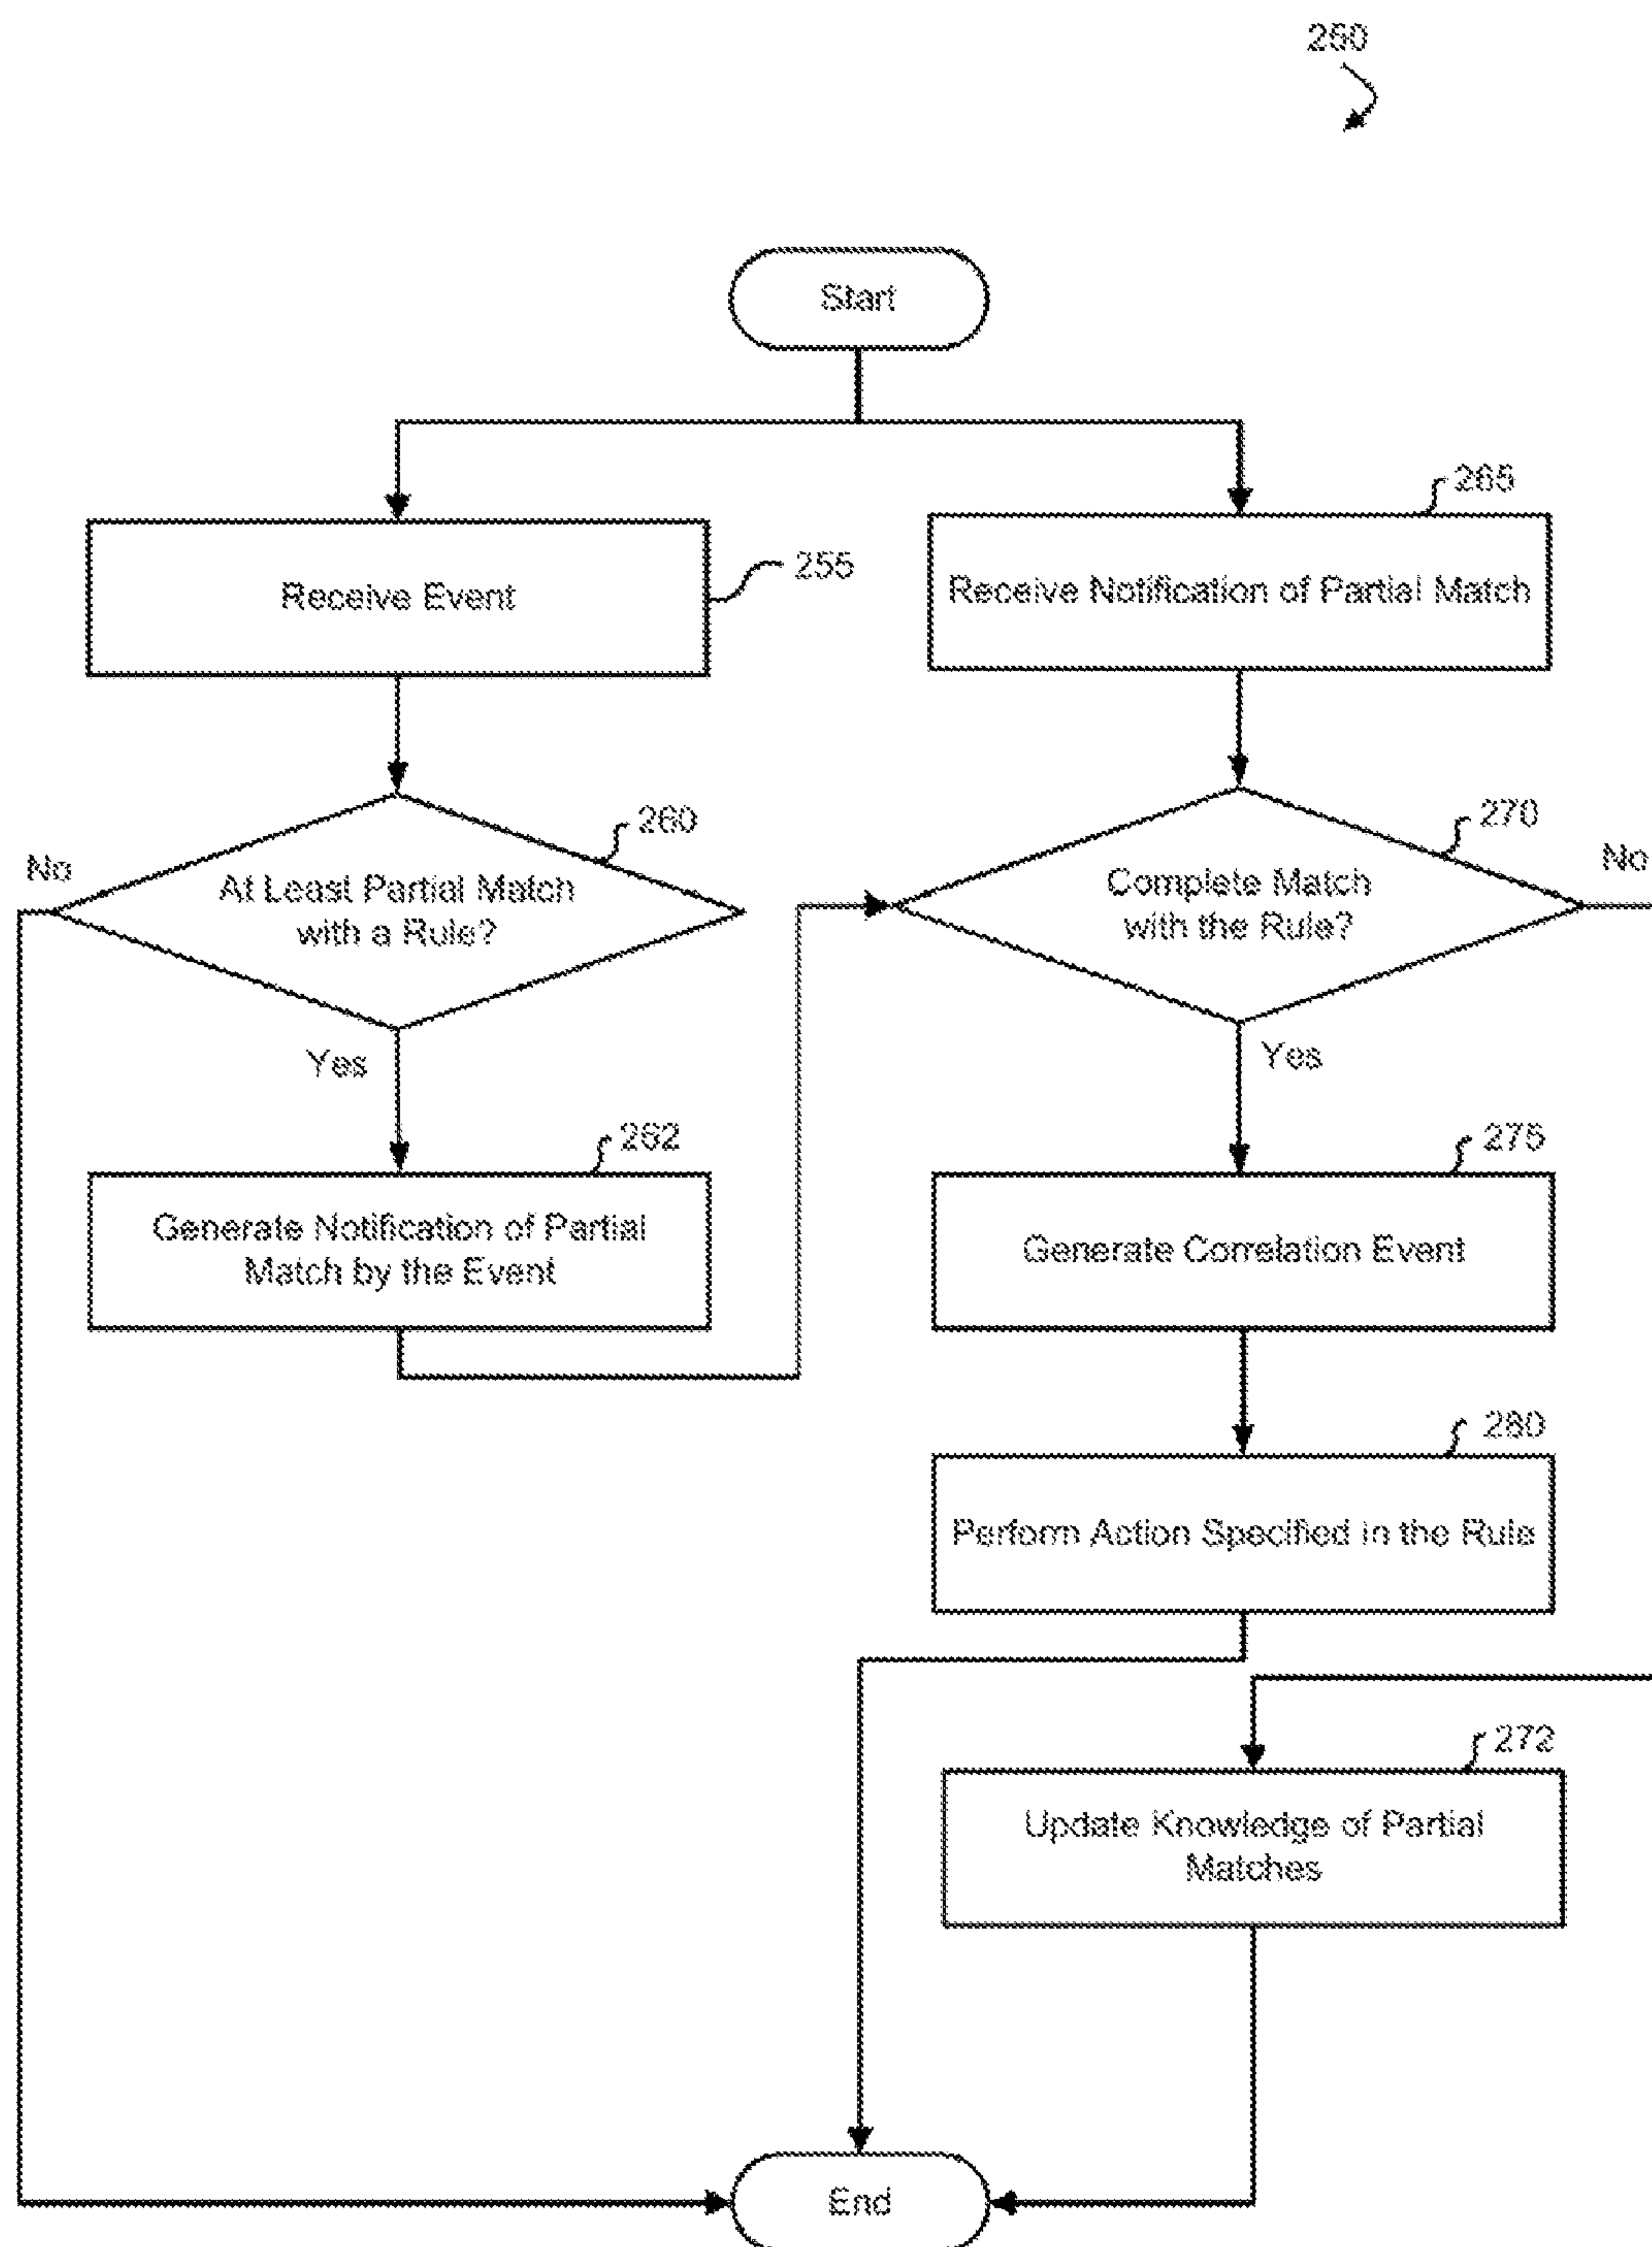 250
Start
265
255
Receive Event
Receive Notification of Partial Match
260
270
No
At Least Partial Match
with a Rule?
Complete Match
with the Rule?
No
Yes
Yes
262
275
Generate Notification of Partial
Match by the Event
Generate Correlation Event
280
Perform Action Specified in the Rule
272
Update Knowledge of Partial
Matches
End